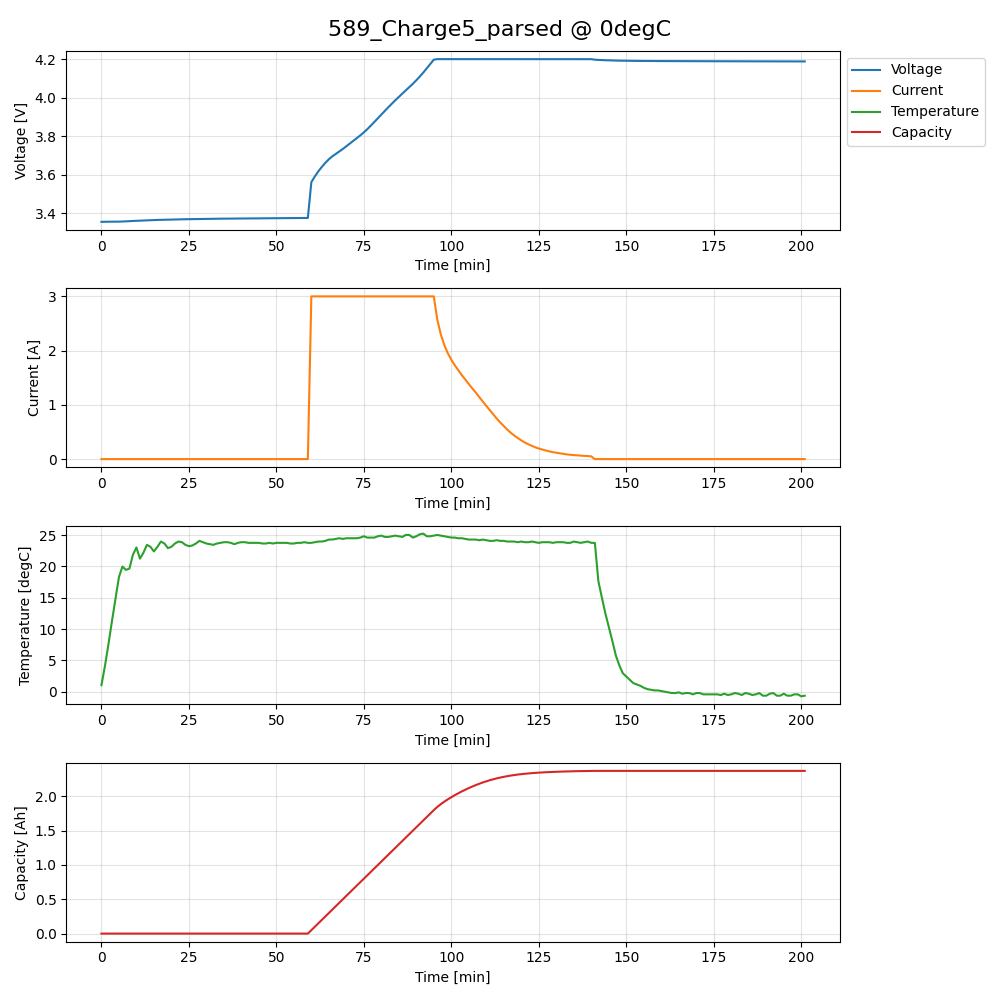 589_Charge5_parsed @ 0degC
Voltage [V]
4.2
4.0
3.8
3.6
3.4
0 25 50 75 100 125 150 175 200
Time [min]
Voltage
Current
Temperature
Capacity
Current [A]
3
2
1
0
0 25 50 75 100 125 150 175 200
Time [min]
Temperature [degC]
25
20
15
10
5
0
0 25 50 75 100 125 150 175 200
Time [min]
Capacity [Ah]
2.0
1.5
1.0
0.5
0.0
0 25 50 75 100 125 150 175 200
Time [min]